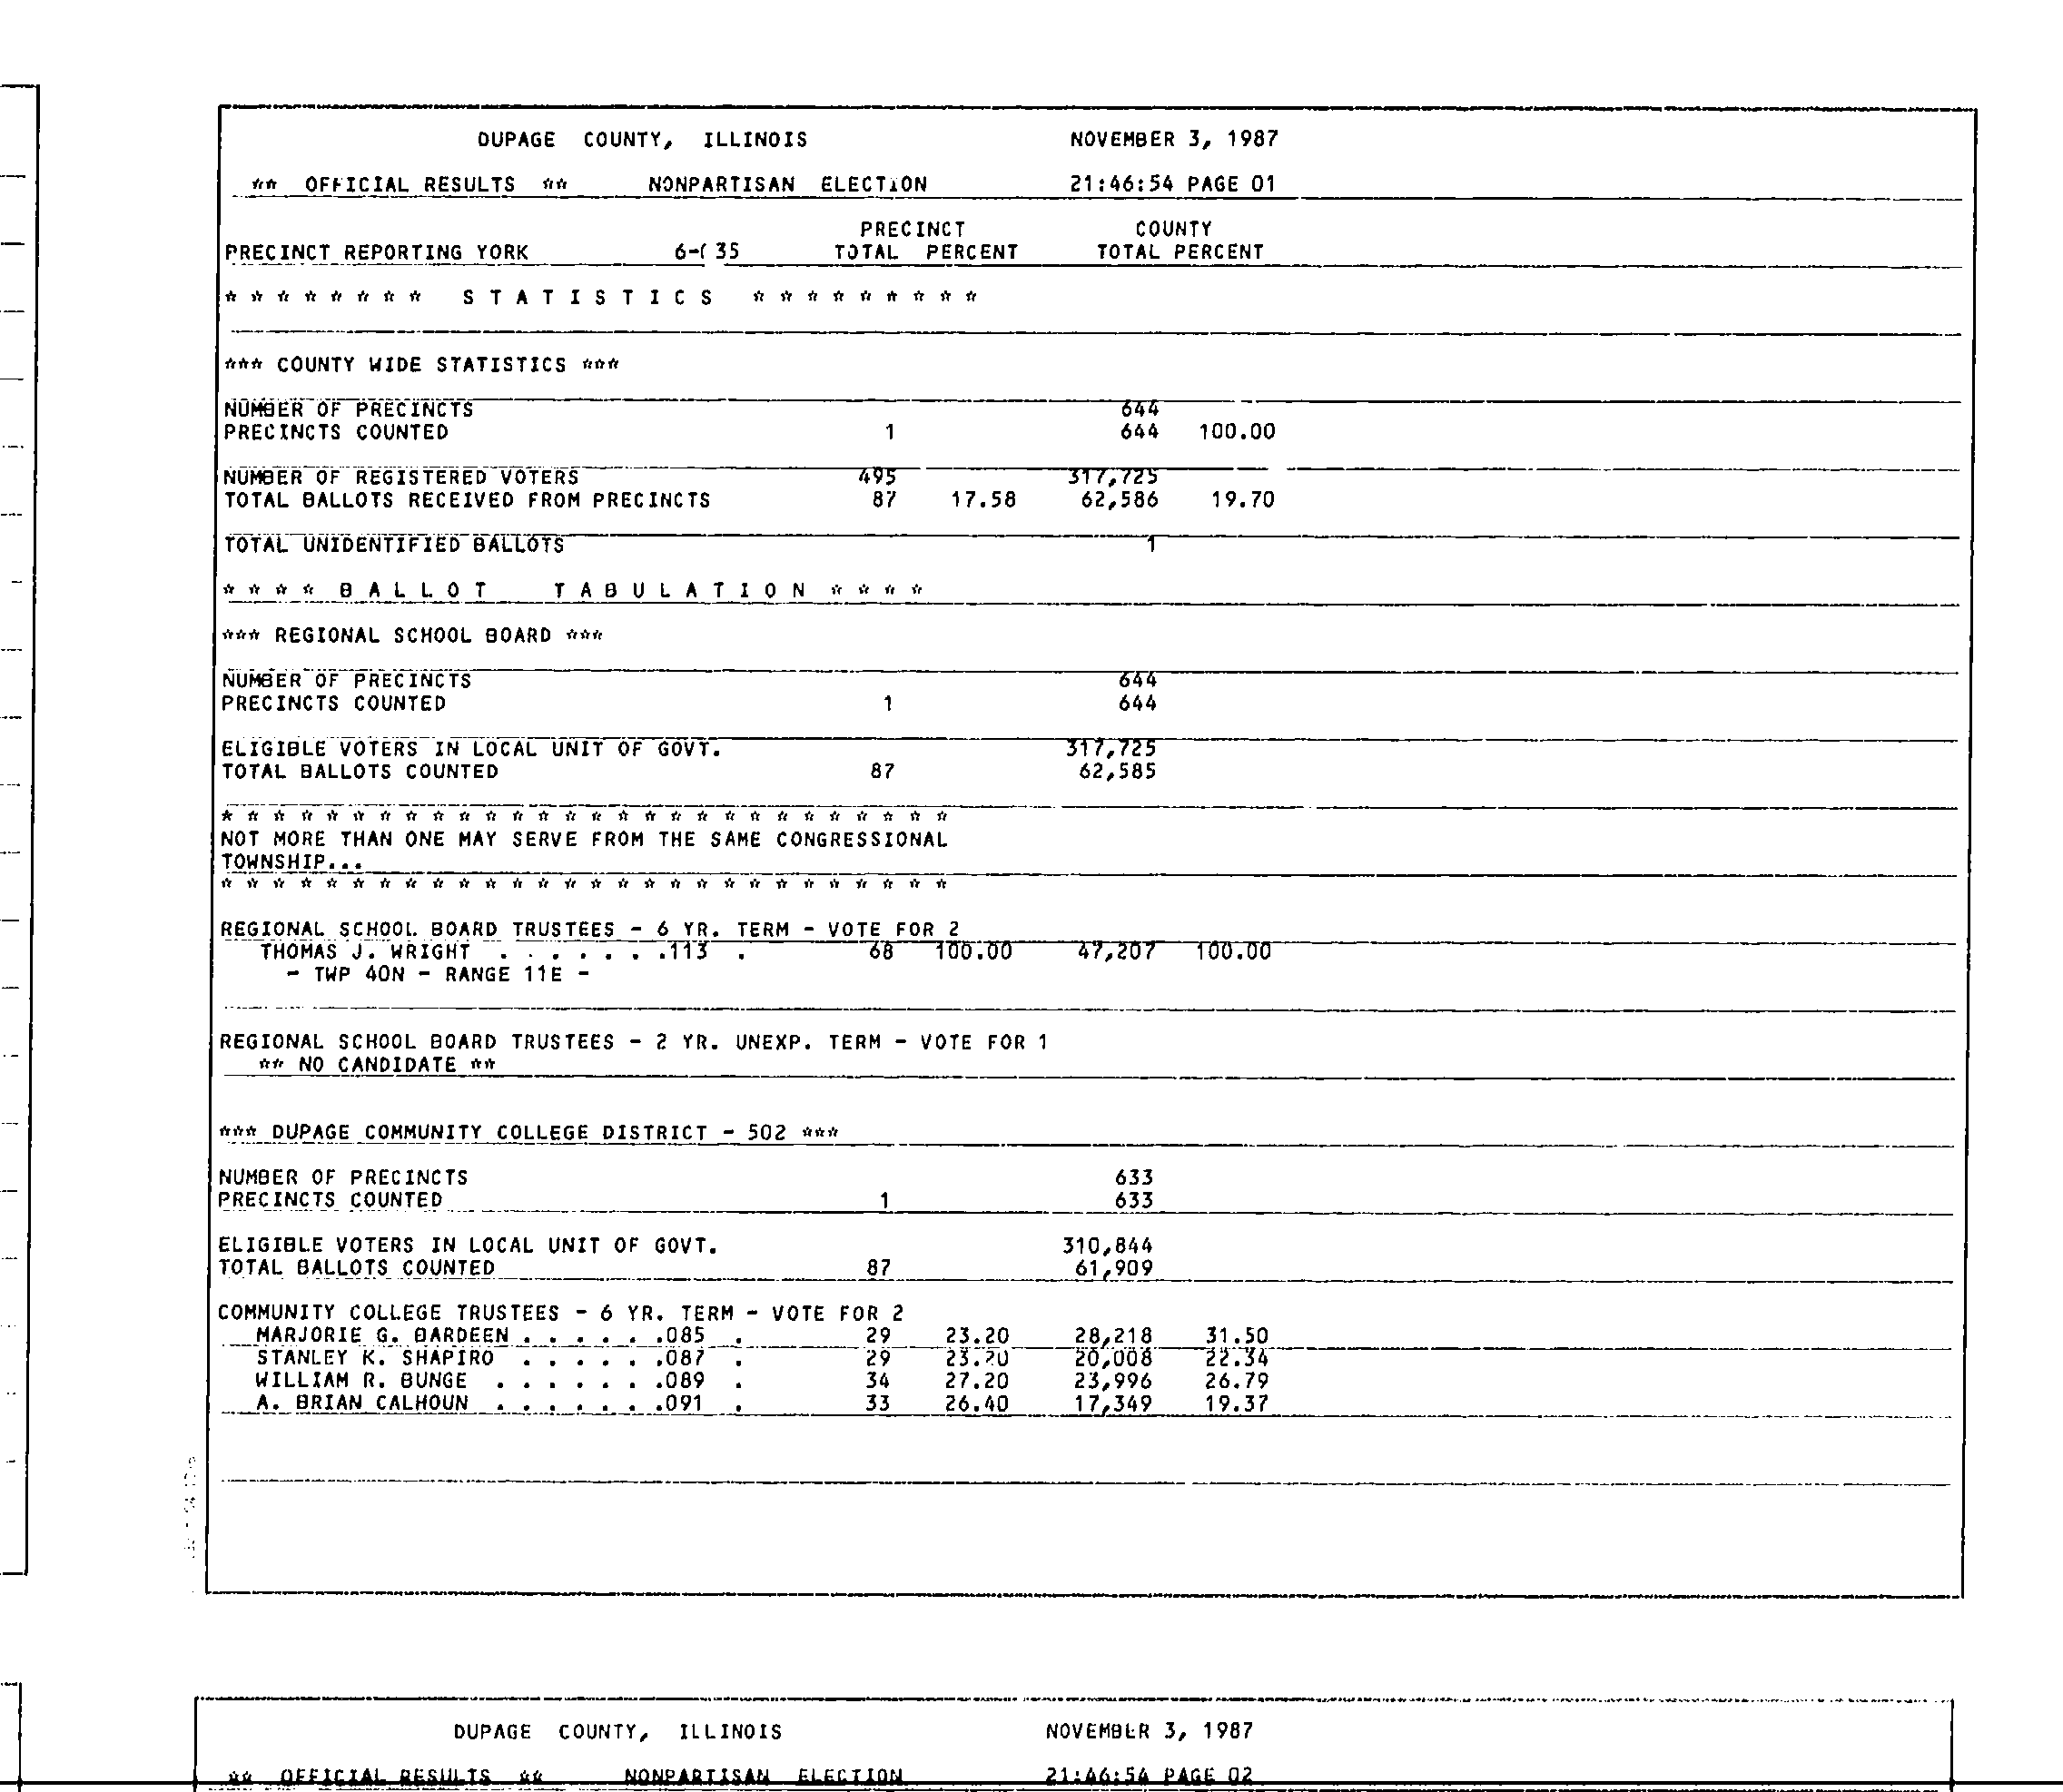 DUPAGE COUNTY, ILLINOIS NOVEMBER 3, 1987
** OFFICIAL RESULTS ** NONPARTISAN ELECTION 21:46:54 PAGE 01
PRECINCT COUNTY
PRECINCT REPORTING YORK 6-( 35 TOTAL PERCENT TOTAL PERCENT
* * * * * * * * S T A T I S T I C S * * * * * * * * *
*** COUNTY WIDE STATISTICS ***
NUMBER OF PRECINCTS 644
PRECINCTS COUNTED 1 644 100.00
NUMBER OF REGISTERED VOTERS 495 317,725
TOTAL BALLOTS RECEIVED FROM PRECINCTS 87 17.58 62,586 19.70
TOTAL UNIDENTIFIED BALLOTS 1
* * * * B A L L O T T A B U L A T I O N * * * *
*** REGIONAL SCHOOL BOARD ***
NUMBER OF PRECINCTS 644
PRECINCTS COUNTED 1 644
ELIGIBLE VOTERS IN LOCAL UNIT OF GOVT. 317,725
TOTAL BALLOTS COUNTED 87 62,585
* * * * * * * * * * * * * * * * * * * * * * * * * * * *
NOT MORE THAN ONE MAY SERVE FROM THE SAME CONGRESSIONAL
TOWNSHIP...
* * * * * * * * * * * * * * * * * * * * * * * * * * * *
REGIONAL SCHOOL BOARD TRUSTEES - 6 YR. TERM - VOTE FOR 2
THOMAS J. WRIGHT . . . . . . .113 . 68 100.00 47,207 100.00
- TWP 40N - RANGE 11E -
REGIONAL SCHOOL BOARD TRUSTEES - 2 YR. UNEXP. TERM - VOTE FOR 1
** NO CANDIDATE **
*** DUPAGE COMMUNITY COLLEGE DISTRICT - 502 ***
NUMBER OF PRECINCTS 633
PRECINCTS COUNTED 1 633
ELIGIBLE VOTERS IN LOCAL UNIT OF GOVT. 310,844
TOTAL BALLOTS COUNTED 87 61,909
COMMUNITY COLLEGE TRUSTEES - 6 YR. TERM - VOTE FOR 2
MARJORIE G. BARDEEN . . . . . .085 . 29 23.20 28,218 31.50
STANLEY K. SHAPIRO . . . . . .087 . 29 23.20 20,008 22.34
WILLIAM R. BUNGE . . . . . . .089 . 34 27.20 23,996 26.79
A. BRIAN CALHOUN . . . . . . .091 . 33 26.40 17,349 19.37
DUPAGE COUNTY, ILLINOIS NOVEMBER 3, 1987
** OFFICIAL RESULTS ** NONPARTISAN ELECTION 21:46:54 PAGE 02